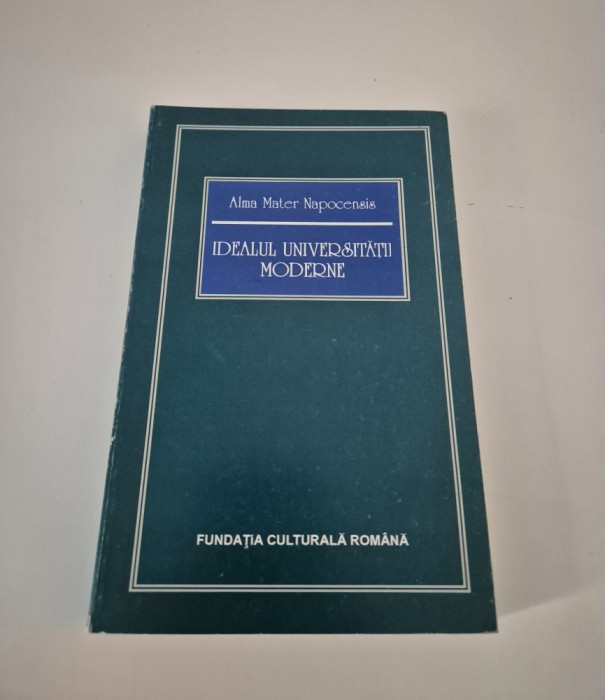 Alma Mater Napocensis
IDEALUL UNIVERSITĂŢII
MODERNE
FUNDAŢIA CULTURALĂ ROMÂNĂ